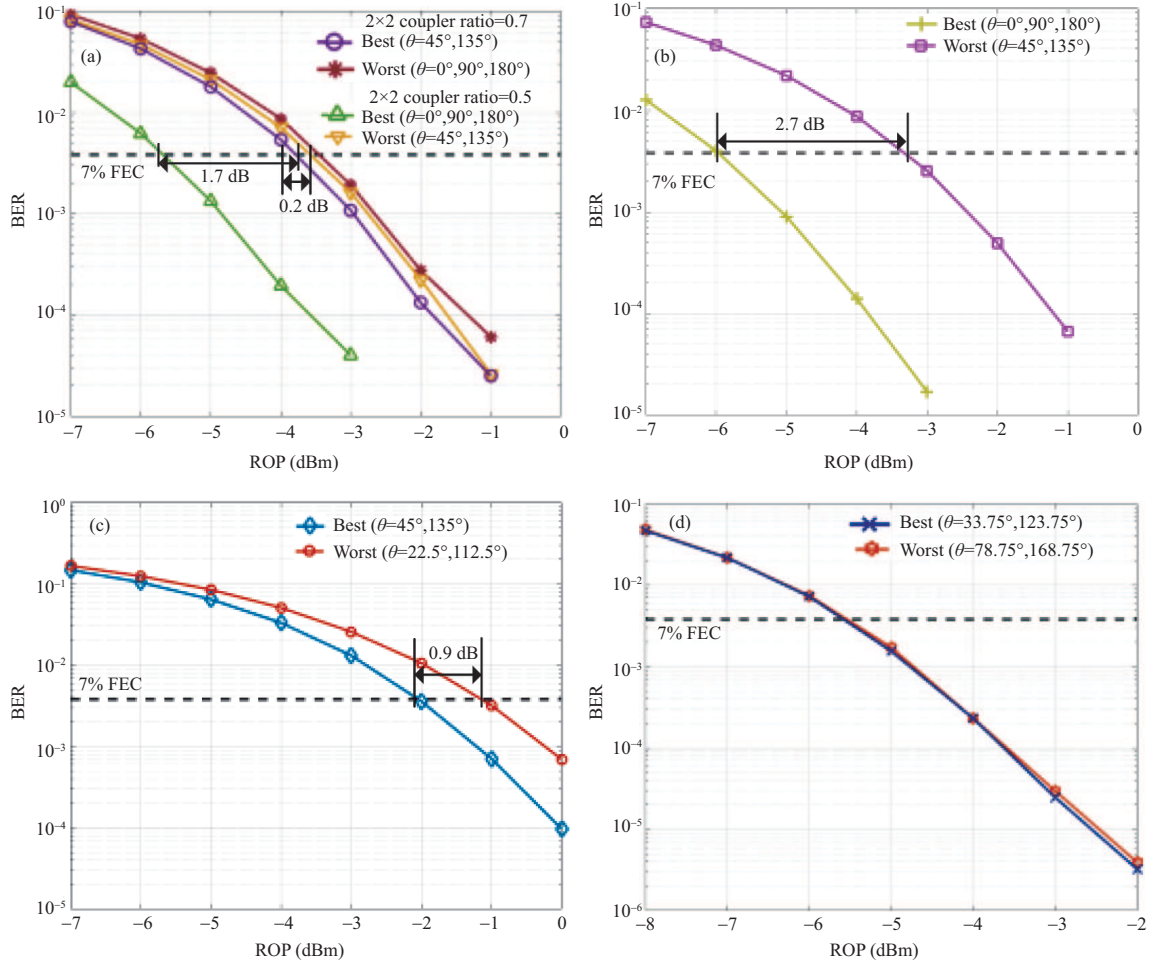 (a)
2×2 coupler ratio=0.7
Best (θ=45°,135°)
Worst (θ=0°,90°,180°)
2×2 coupler ratio=0.5
Best (θ=0°,90°,180°)
Worst (θ=45°,135°)
7% FEC
1.7 dB
0.2 dB
BER
10⁻¹
10⁻²
10⁻³
10⁻⁴
10⁻⁵
−7 −6 −5 −4 −3 −2 −1 0
ROP (dBm)
(b)
Best (θ=0°,90°,180°)
Worst (θ=45°,135°)
2.7 dB
7% FEC
BER
10⁻¹
10⁻²
10⁻³
10⁻⁴
10⁻⁵
−7 −6 −5 −4 −3 −2 −1 0
ROP (dBm)
(c)
Best (θ=45°,135°)
Worst (θ=22.5°,112.5°)
0.9 dB
7% FEC
BER
10⁰
10⁻¹
10⁻²
10⁻³
10⁻⁴
10⁻⁵
−7 −6 −5 −4 −3 −2 −1 0
ROP (dBm)
(d)
Best (θ=33.75°,123.75°)
Worst (θ=78.75°,168.75°)
7% FEC
BER
10⁻¹
10⁻²
10⁻³
10⁻⁴
10⁻⁵
10⁻⁶
−8 −7 −6 −5 −4 −3 −2
ROP (dBm)